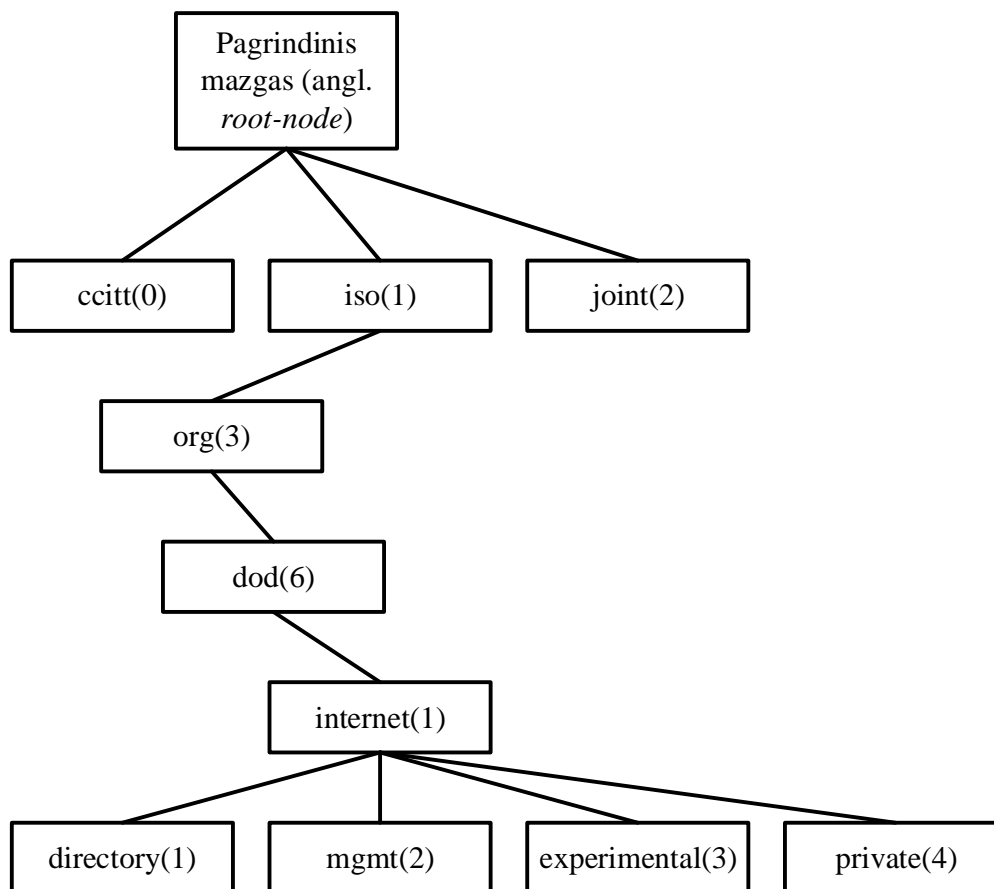 Pagrindinis
mazgas (angl.
root-node)
ccitt(0)
iso(1)
joint(2)
org(3)
dod(6)
internet(1)
directory(1)
mgmt(2)
experimental(3)
private(4)